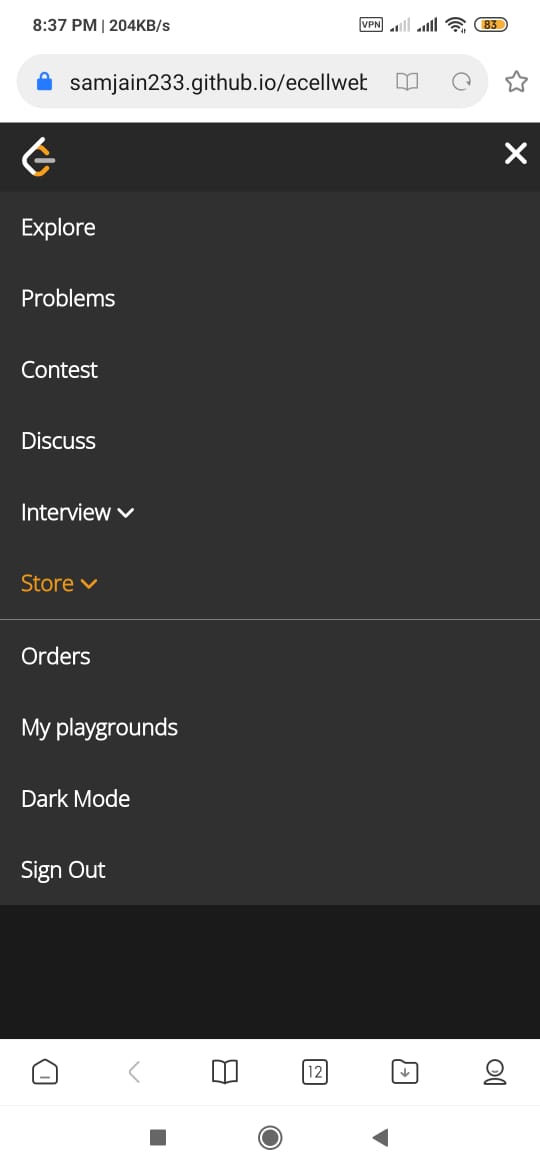 8:37 PM | 204KB/s VPN 83
samjain233.github.io/ecellwet
Explore
Problems
Contest
Discuss
Interview
Store
Orders
My playgrounds
Dark Mode
Sign Out
12